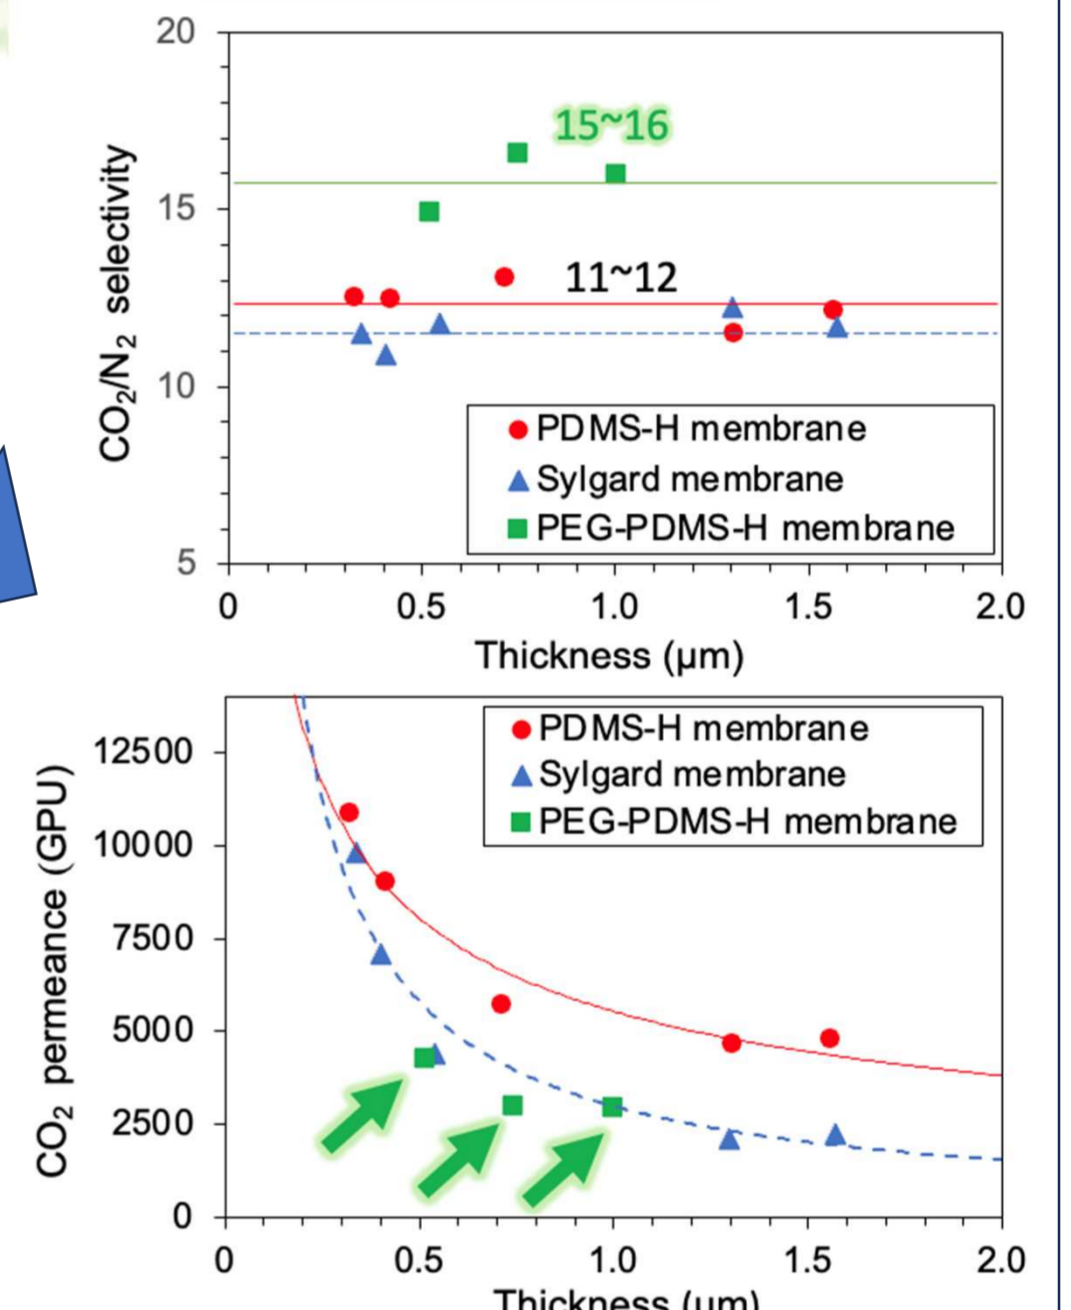 20
15~16
15
11~12
10
5
CO₂/N₂ selectivity
PDMS-H membrane
Sylgard membrane
PEG-PDMS-H membrane
0 0.5 1.0 1.5 2.0
Thickness (μm)
12500
10000
7500
5000
2500
0
CO₂ permeance (GPU)
PDMS-H membrane
Sylgard membrane
PEG-PDMS-H membrane
0 0.5 1.0 1.5 2.0
Thickness (μm)